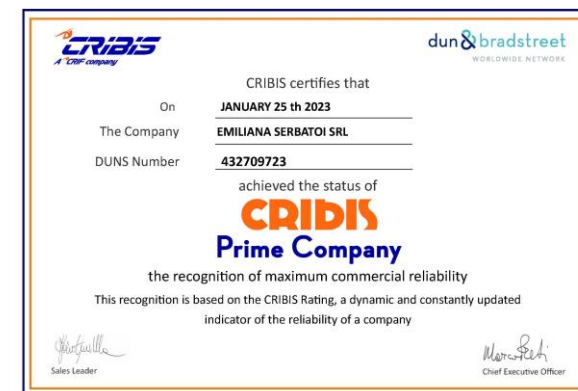 CRIBIS
A CRIF company
dun & bradstreet
WORLDWIDE NETWORK
CRIBIS certifies that
On JANUARY 25 th 2023
The Company EMILIANA SERBATOI SRL
DUNS Number 432709723
achieved the status of
CRIBIS
Prime Company
the recognition of maximum commercial reliability
This recognition is based on the CRIBIS Rating, a dynamic and constantly updated
indicator of the reliability of a company
Sales Leader
Chief Executive Officer